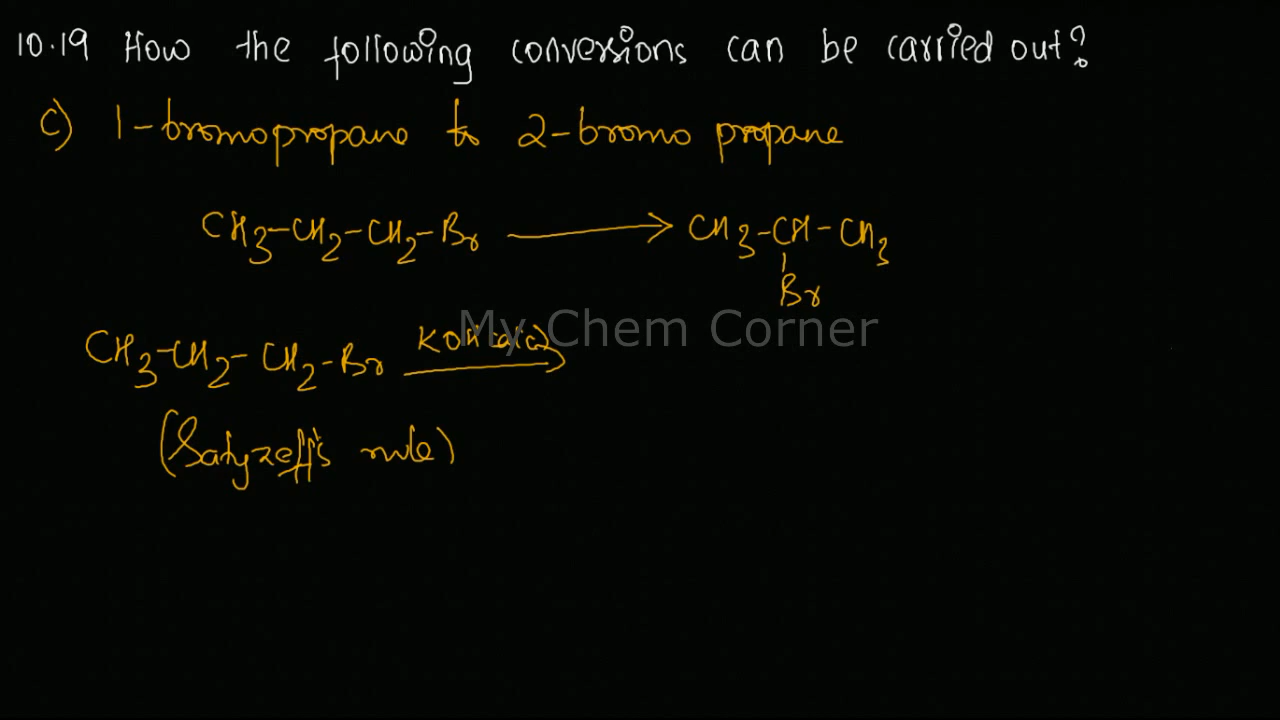 10.19 How the following conversions can be carried out?
c) 1-bromopropane to 2-bromo propane
CH3-CH2-CH2-Br → CH3-CH-CH3
Br
My Chem Corner
CH3-CH2-CH2-Br KOH(alc) →
(Satyzeff's rule)